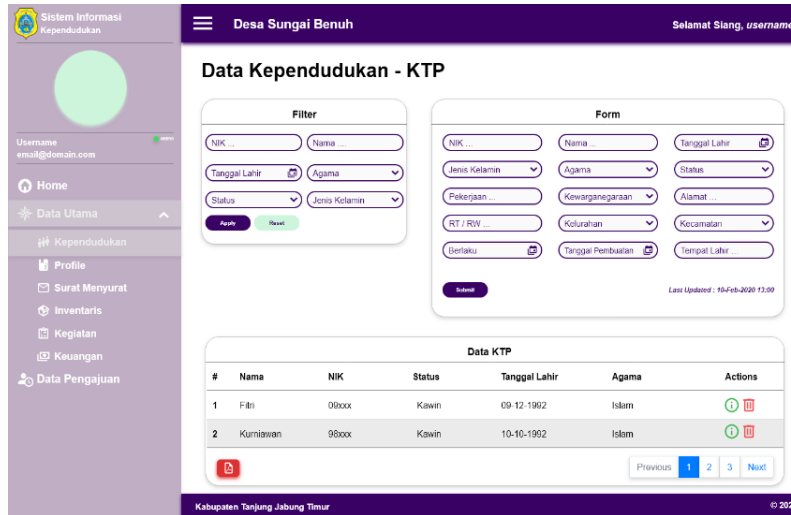 Sistem Informasi
Kependudukan
Desa Sungai Benuh
Selamat Siang, username
Username
email@domain.com
Home
Data Utama
Kependudukan
Profile
Surat Menyurat
Inventaris
Kegiatan
Keuangan
Data Pengajuan
Data Kependudukan - KTP
Filter
NIK ... Nama ...
Tanggal Lahir Agama
Status Jenis Kelamin
Apply Reset
Form
NIK ... Nama ... Tanggal Lahir
Jenis Kelamin Agama Status
Pekerjaan ... Kewarganegaraan Alamat ...
RT / RW ... Kelurahan Kecamatan
Berlaku Tanggal Pembuatan Tempat Lahir ...
Submit Last Updated : 10-Feb-2020 13:00
Data KTP
# Nama NIK Status Tanggal Lahir Agama Actions
1 Fitri 09xxx Kawin 09-12-1992 Islam
2 Kurniawan 98xxx Kawin 10-10-1992 Islam
Previous 1 2 3 Next
Kabupaten Tanjung Jabung Timur © 202